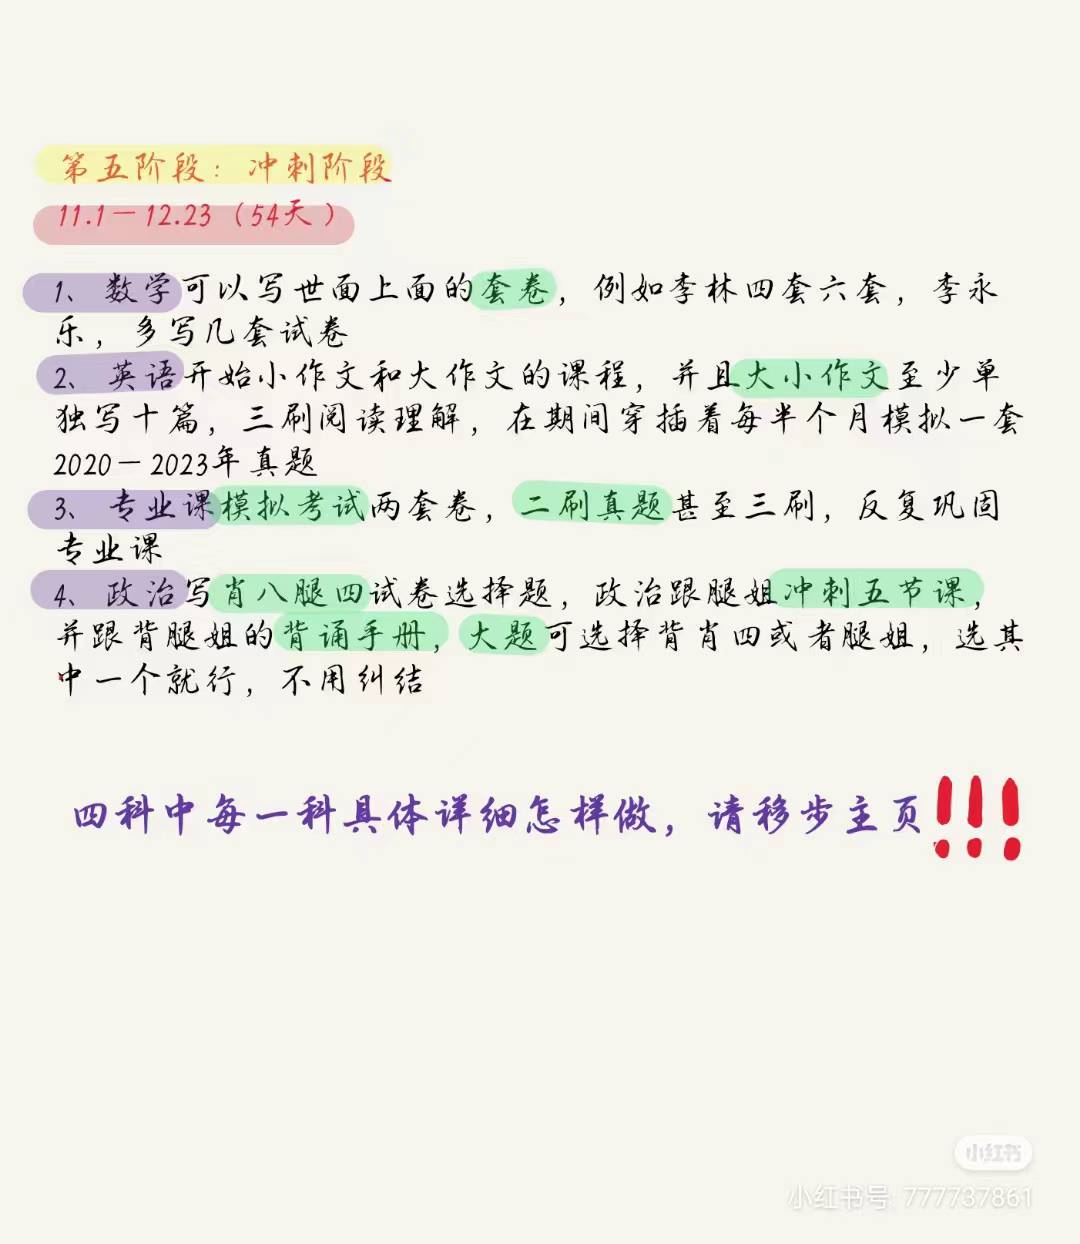 第五阶段：冲刺阶段
11.1—12.23（54天）
1、数学可以写世面上面的套卷，例如李林四套六套，李永
乐，多写几套试卷
2、英语开始小作文和大作文的课程，并且大小作文至少单
独写十篇，三刷阅读理解，在期间穿插着每半个月模拟一套
2020—2023年真题
3、专业课模拟考试两套卷，二刷真题甚至三刷，反复巩固
专业课
4、政治写肖八腿四试卷选择题，政治跟腿姐冲刺五节课，
并跟背腿姐的背诵手册，大题可选择背肖四或者腿姐，选其
中一个就行，不用纠结
四科中每一科具体详细怎样做，请移步主页!!!
小红书
小红书号: 777737861